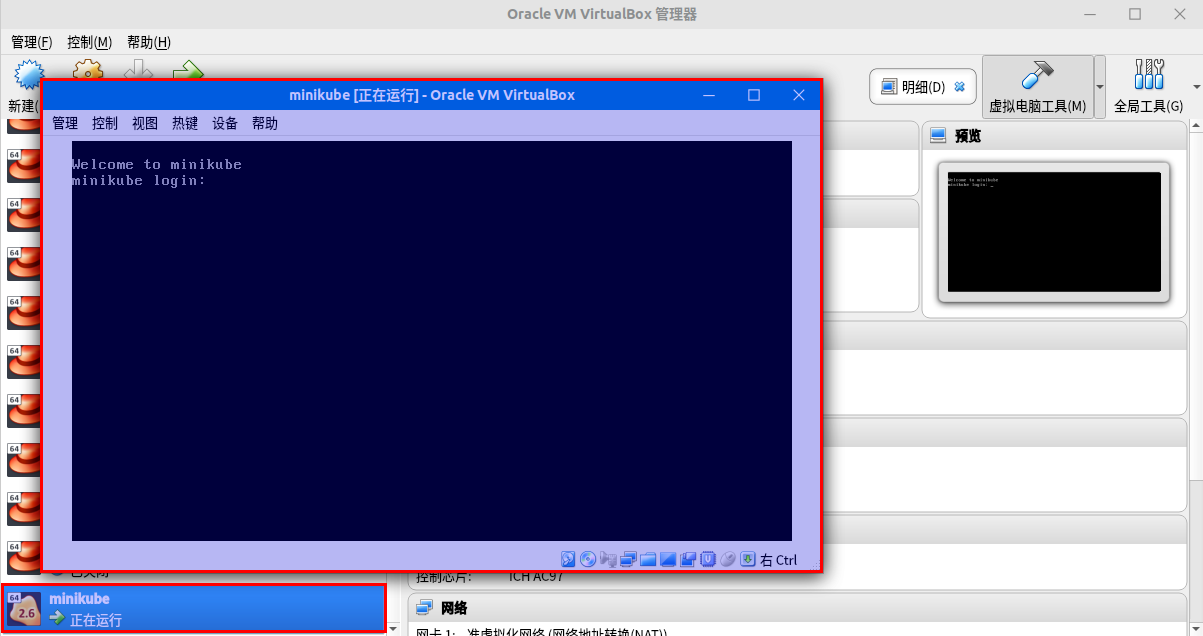 Oracle VM VirtualBox 管理器
管理(F) 控制(M) 帮助(H)
新建(
明细(D)
虚拟电脑工具(M)
全局工具(G)
minikube [正在运行] - Oracle VM VirtualBox
管理 控制 视图 热键 设备 帮助
Welcome to minikube
minikube login:
右 Ctrl
预览
Welcome to minikube
minikube login: _
64
64
64
64
64
64
64
64
64
已关闭
64
2.6
minikube
正在运行
控制芯片: ICH AC97
网络
网卡 1: 准虚拟化网络 (网络地址转换(NAT))